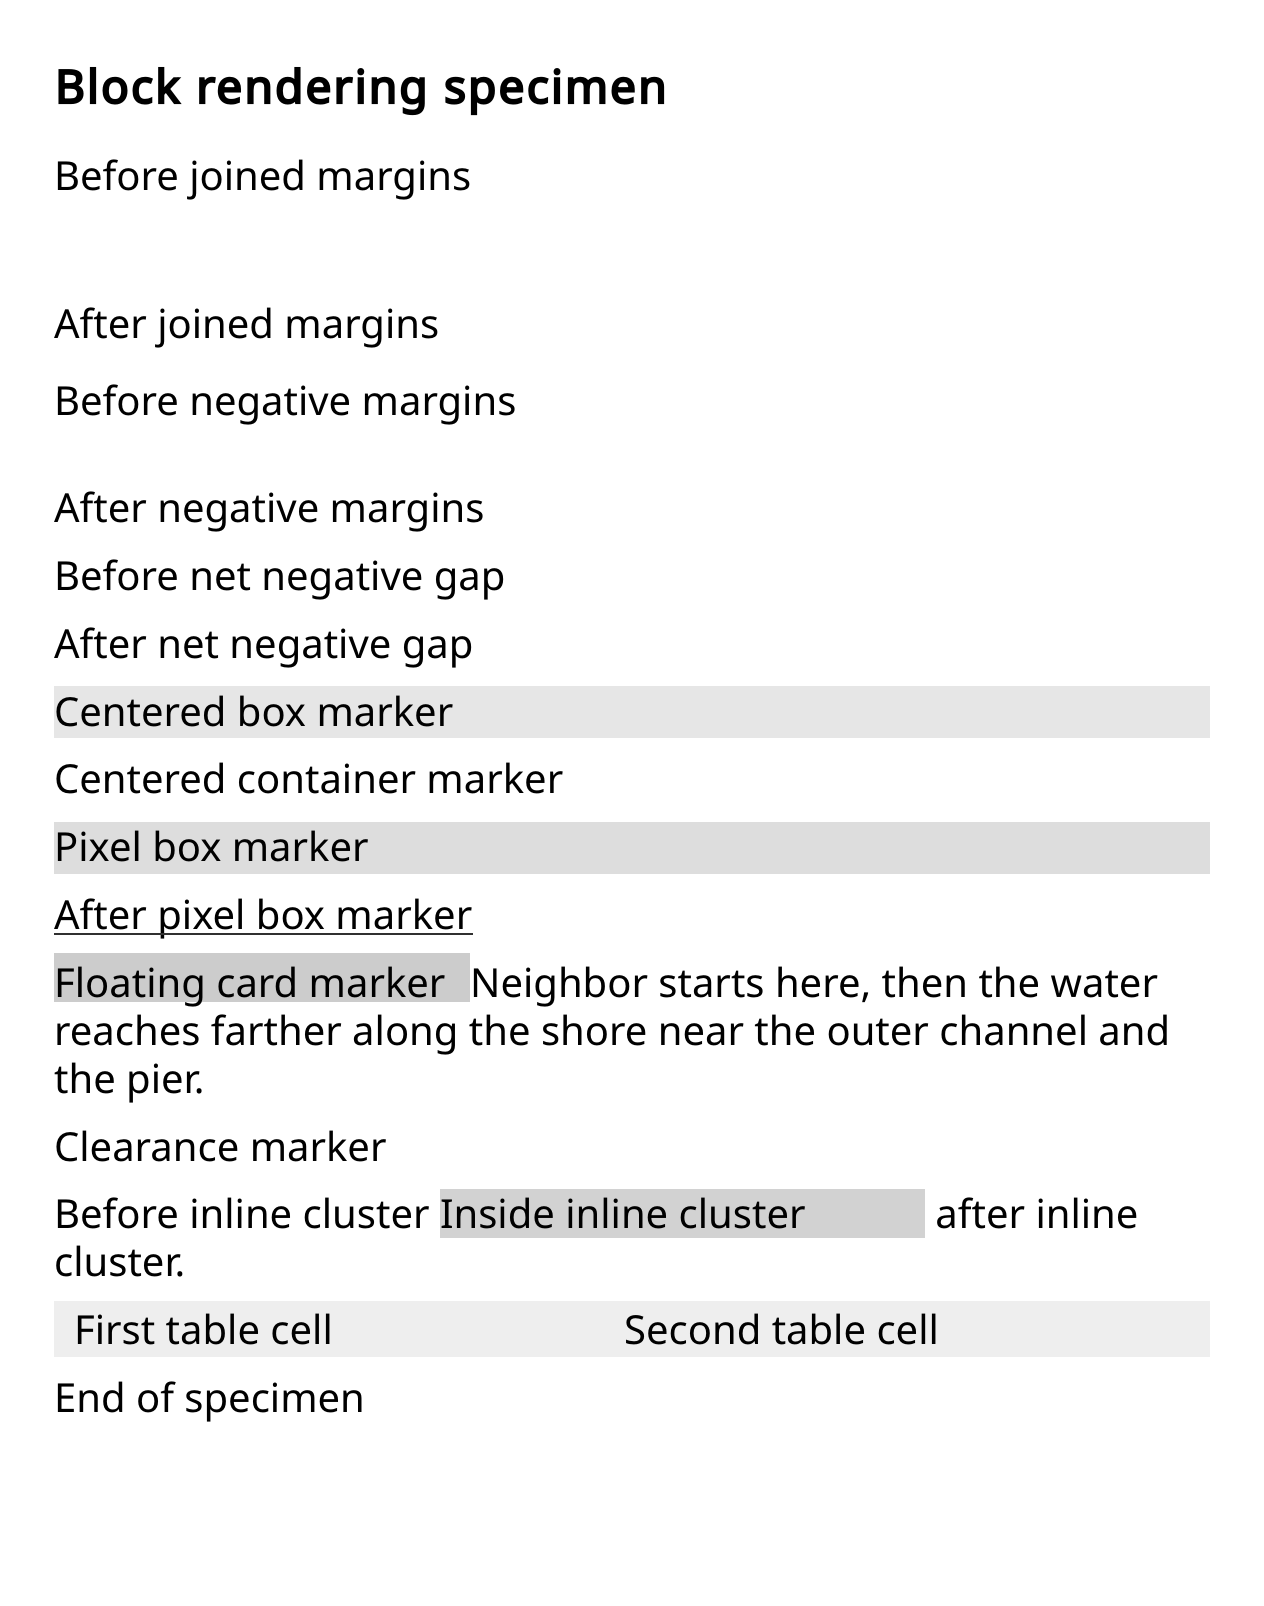 Block rendering specimen
Before joined margins
After joined margins
Before negative margins
After negative margins
Before net negative gap
After net negative gap
Centered box marker
Centered container marker
Pixel box marker
After pixel box marker
Floating card marker Neighbor starts here, then the water
reaches farther along the shore near the outer channel and
the pier.
Clearance marker
Before inline cluster Inside inline cluster after inline
cluster.
First table cell Second table cell
End of specimen